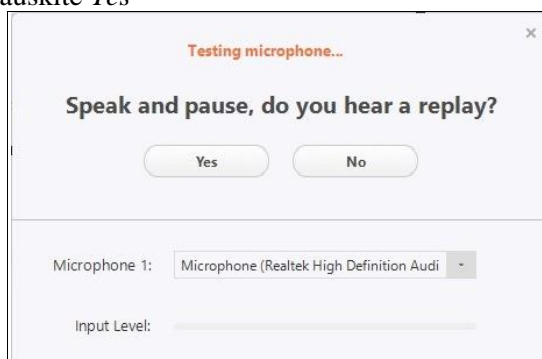 Testing microphone...
Speak and pause, do you hear a replay?
Yes No
Microphone 1: Microphone (Realtek High Definition Audi
Input Level: